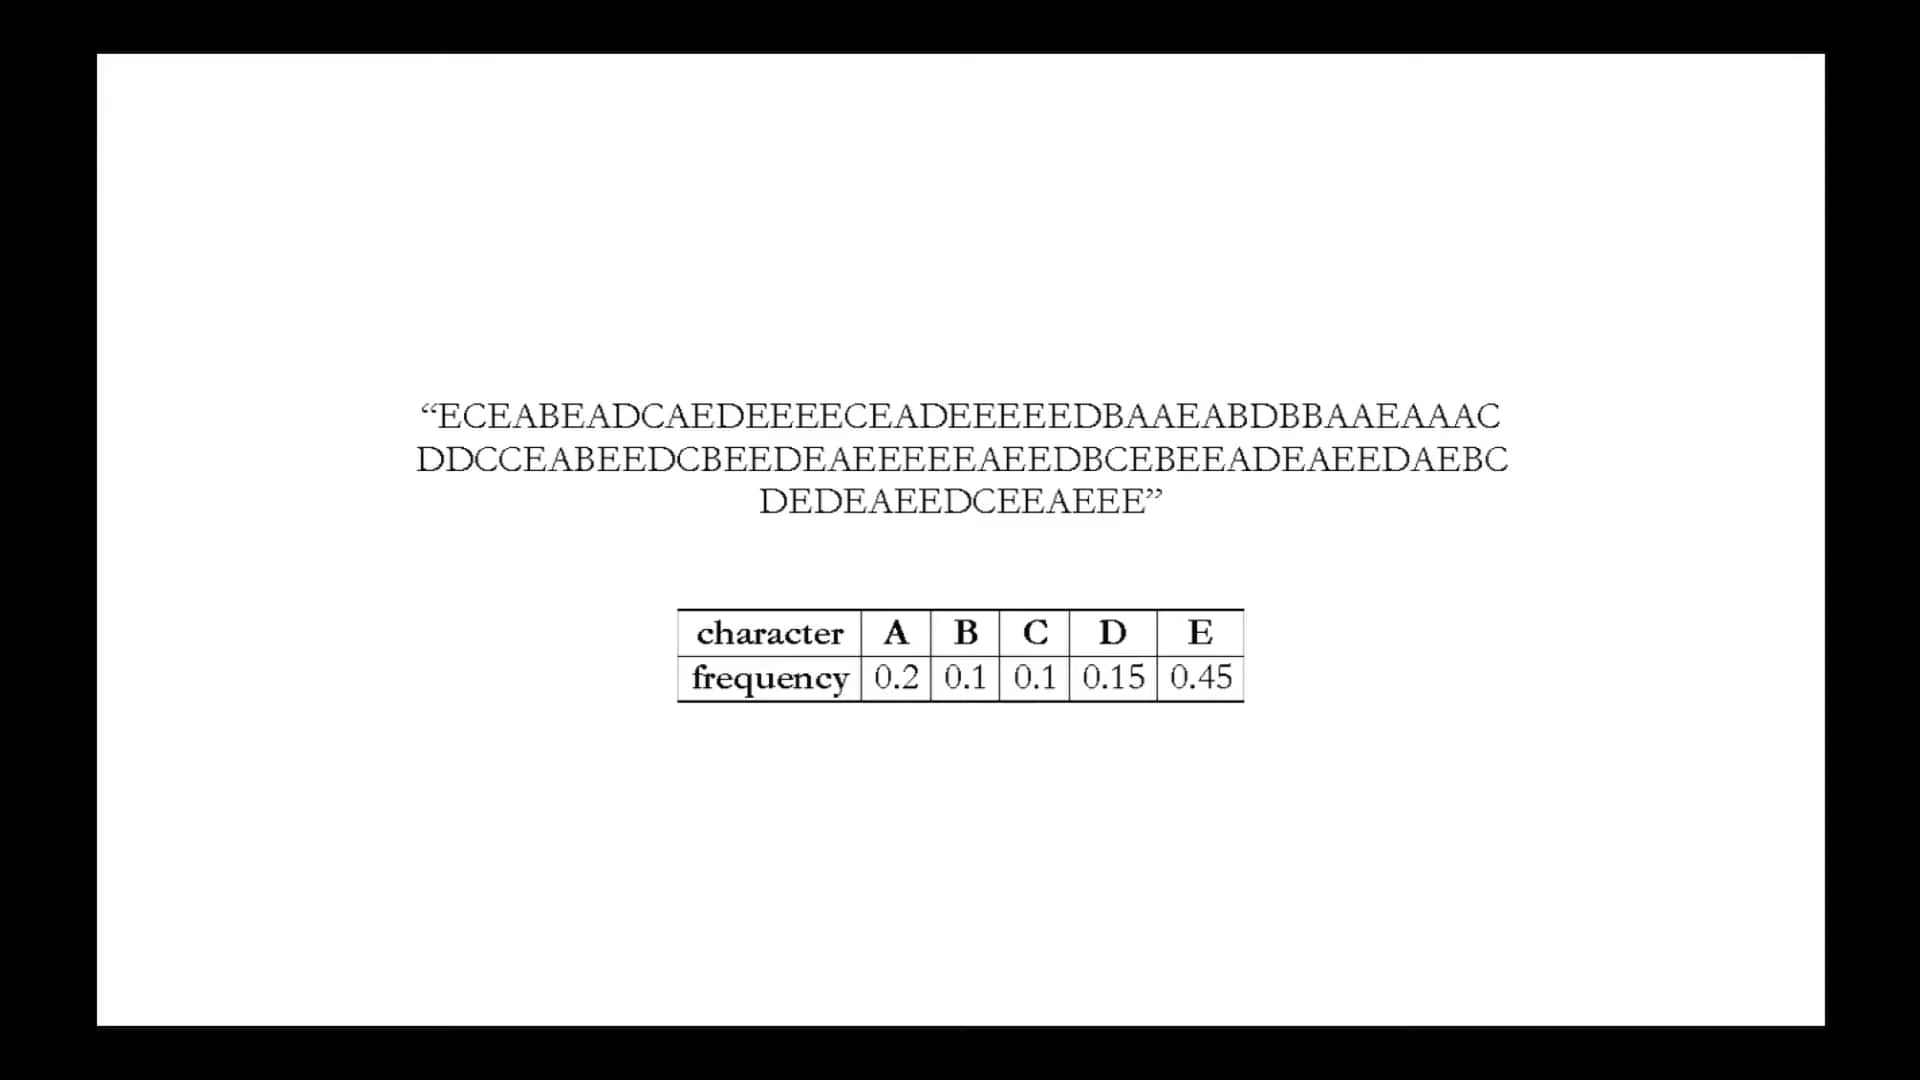 “ECEABEADCAEDEEEECEADEEEEEDBAAEABDBBAAEAAAC
DDCCEABEEDCBEEDEAEEEEEAEEDBCEBEEADEAEEDAEBC
DEDEAEEDCEEAEEE”
character A B C D E
frequency 0.2 0.1 0.1 0.15 0.45